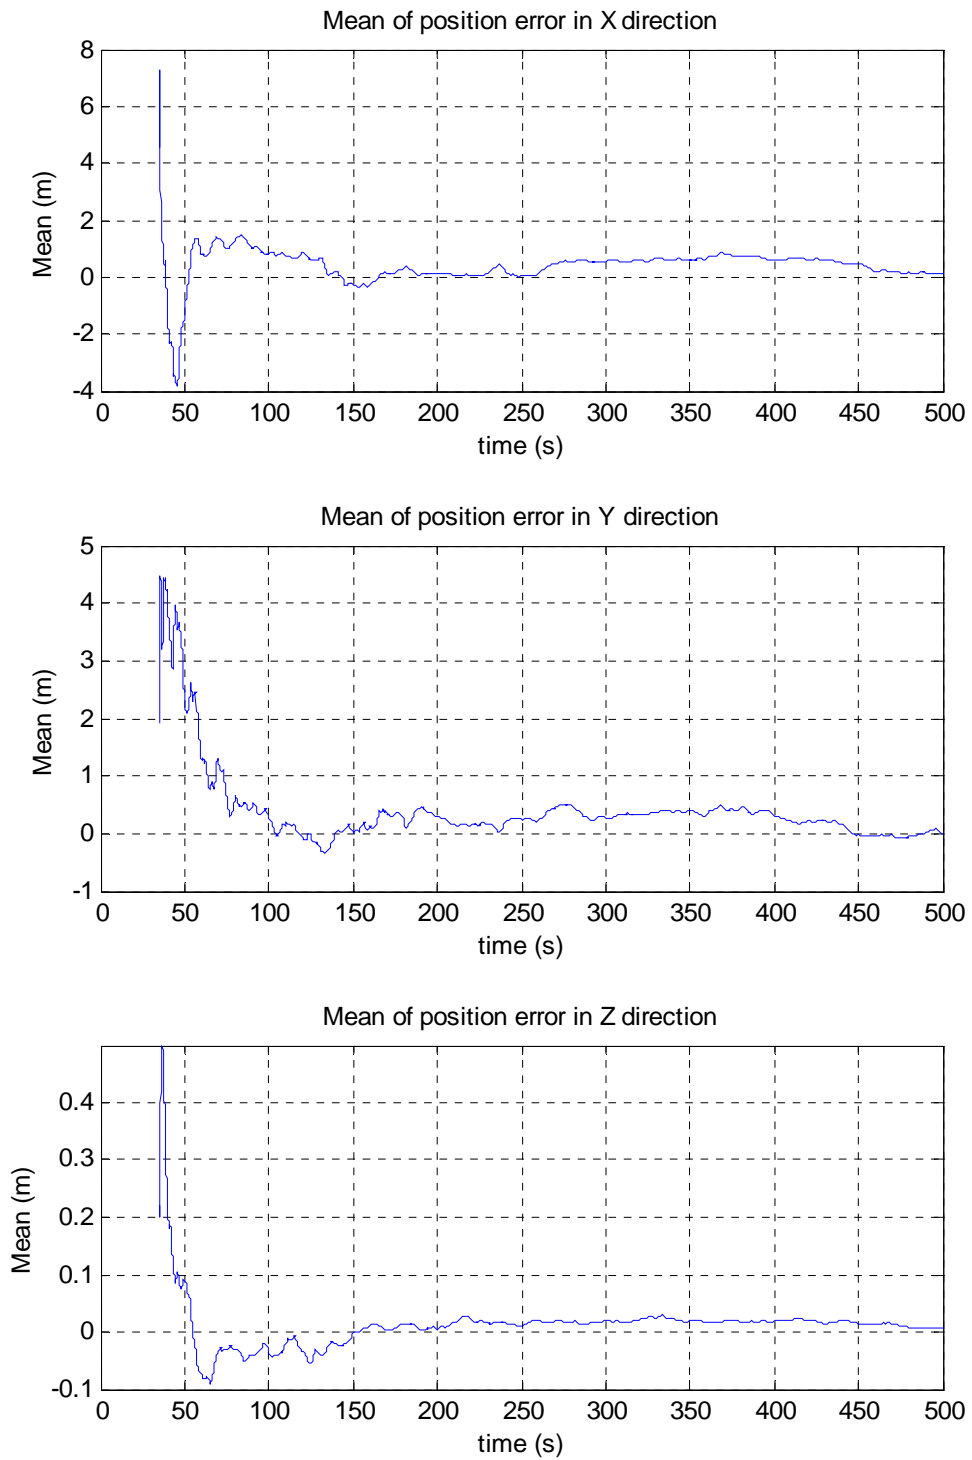 Mean of position error in X direction
8
6
4
2
0
-2
-4
Mean (m)
0 50 100 150 200 250 300 350 400 450 500
time (s)
Mean of position error in Y direction
5
4
3
2
1
0
-1
Mean (m)
0 50 100 150 200 250 300 350 400 450 500
time (s)
Mean of position error in Z direction
0.4
0.3
0.2
0.1
0
-0.1
Mean (m)
0 50 100 150 200 250 300 350 400 450 500
time (s)